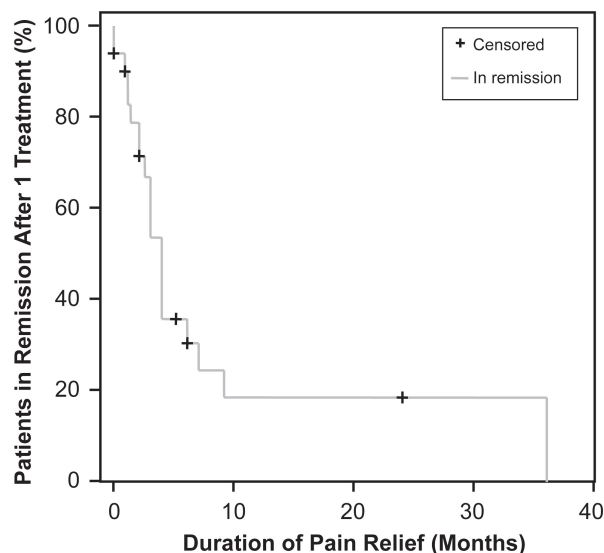 Patients in Remission After 1 Treatment (%)
100
80
60
40
20
0
Censored
In remission
0 10 20 30 40
Duration of Pain Relief (Months)